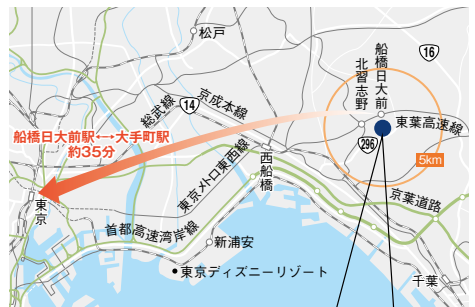 松戸
16
船橋日大前
北習志野
東葉高速線
296
5km
京成本線
14
総武線
船橋日大前駅←→大手町駅
約35分
西船橋
東京メトロ東西線
京葉道路
東京
首都高速湾岸線
新浦安
東京ディズニーリゾート
千葉